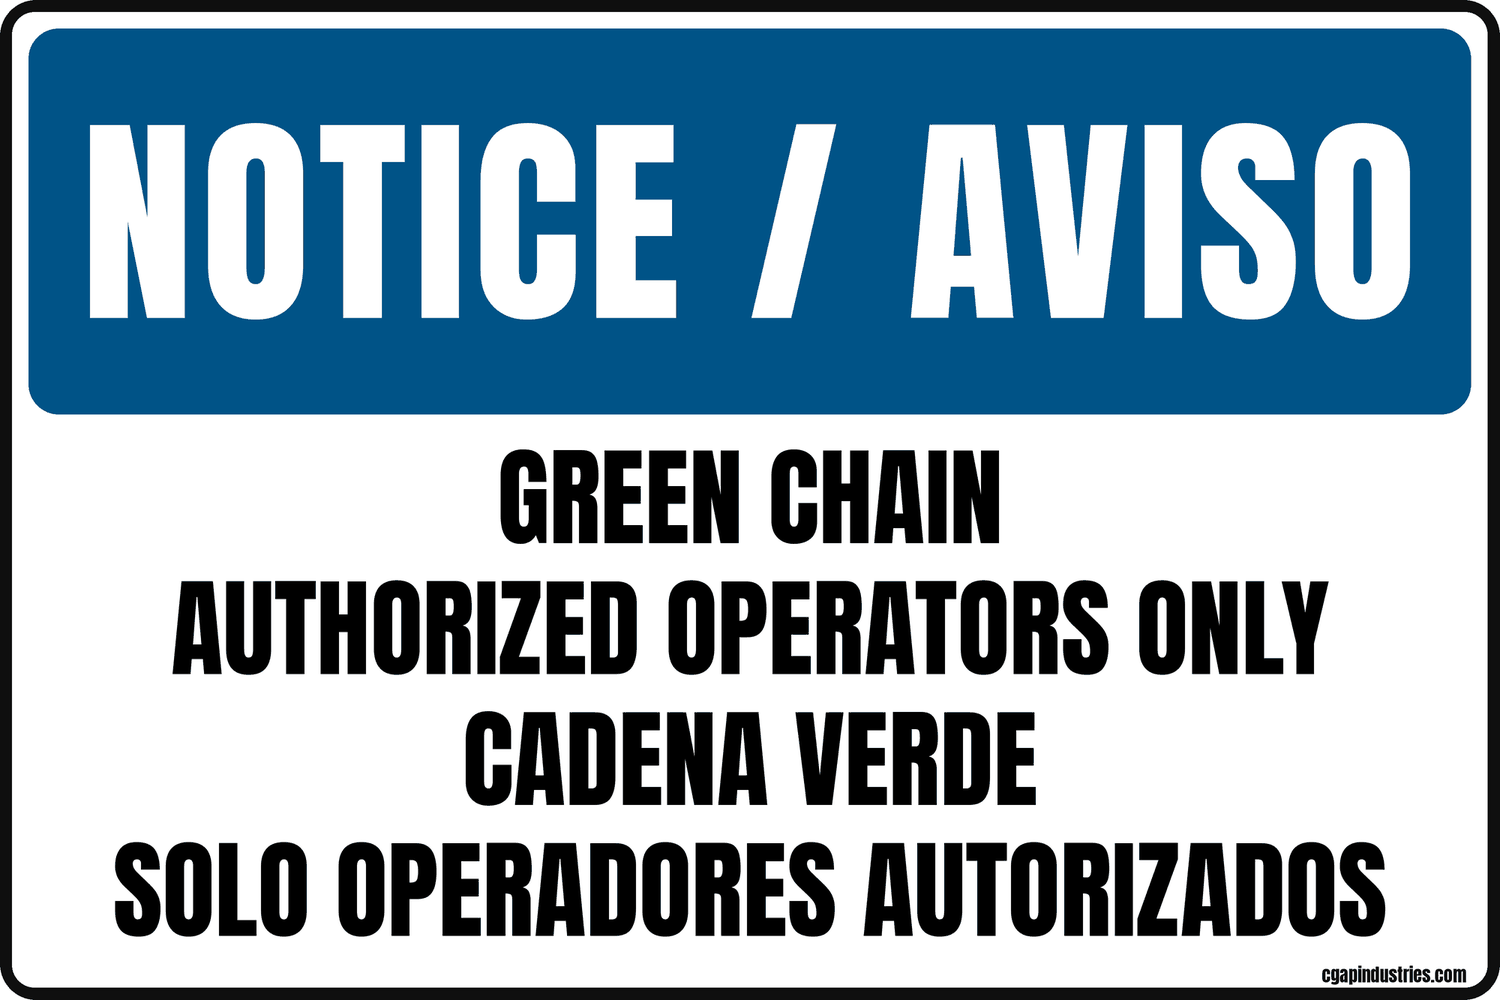 NOTICE / AVISO
GREEN CHAIN
AUTHORIZED OPERATORS ONLY
CADENA VERDE
SOLO OPERADORES AUTORIZADOS
cgapindustries.com